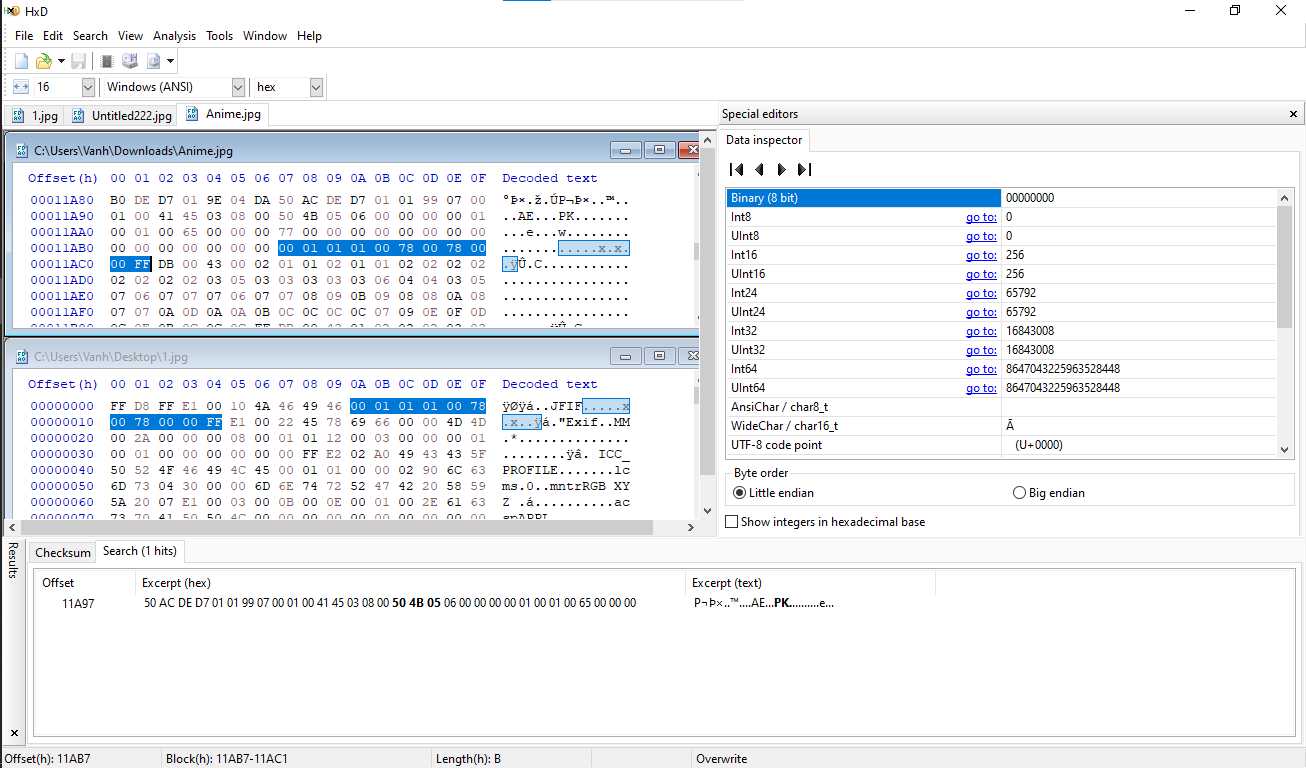 HxD
File Edit Search View Analysis Tools Window Help
16 Windows (ANSI) hex
1.jpg Untitled222.jpg Anime.jpg
C:\Users\Vanh\Downloads\Anime.jpg
Offset(h) 00 01 02 03 04 05 06 07 08 09 0A 0B 0C 0D 0E 0F Decoded text
00011A80 B0 DE D7 01 9E 04 DA 50 AC DE D7 01 01 99 07 00 °Þ×.ž.ÚP¬Þ×..™..
00011A90 01 00 41 45 03 08 00 50 4B 05 06 00 00 00 00 01 ..AE...PK.......
00011AA0 00 01 00 65 00 00 00 77 00 00 00 00 00 00 00 00 ...e...w........
00011AB0 00 00 00 00 00 00 00 00 01 01 01 00 78 00 78 00 ............x.x.
00011AC0 00 FF DB 00 43 00 02 01 01 02 01 01 02 02 02 02 .ÿÛ.C...........
00011AD0 02 02 02 02 03 05 03 03 03 03 03 06 04 04 03 05 ................
00011AE0 07 06 07 07 07 06 07 07 08 09 0B 09 08 08 0A 08 ................
00011AF0 07 07 0A 0D 0A 0A 0B 0C 0C 0C 0C 07 09 0E 0F 0D ................
C:\Users\Vanh\Desktop\1.jpg
Offset(h) 00 01 02 03 04 05 06 07 08 09 0A 0B 0C 0D 0E 0F Decoded text
00000000 FF D8 FF E1 00 10 4A 46 49 46 00 01 01 01 00 78 ÿØÿá..JFIF.....x
00000010 00 78 00 00 FF E1 00 22 45 78 69 66 00 00 4D 4D .x..ÿá."Exif..MM
00000020 00 2A 00 00 00 08 00 01 01 12 00 03 00 00 00 01 .*..............
00000030 00 01 00 00 00 00 00 00 FF E2 02 A0 49 43 43 5F ........ÿâ. ICC_
00000040 50 52 4F 46 49 4C 45 00 01 01 00 00 02 90 6C 63 PROFILE.......lc
00000050 6D 73 04 30 00 00 6D 6E 74 72 52 47 42 20 58 59 ms.0..mntrRGB XY
00000060 5A 20 07 E1 00 03 00 0B 00 0E 00 01 00 2E 61 63 Z .á..........ac
00000070 73 70 41 50 50 4C 00 00 00 00 00 00 00 00 00 00 spAPPL..........
Special editors
Data inspector
Binary (8 bit) 00000000
Int8 go to: 0
UInt8 go to: 0
Int16 go to: 256
UInt16 go to: 256
Int24 go to: 65792
UInt24 go to: 65792
Int32 go to: 16843008
UInt32 go to: 16843008
Int64 go to: 8647043225963528448
UInt64 go to: 8647043225963528448
AnsiChar / char8_t
WideChar / char16_t Ā
UTF-8 code point (U+0000)
Byte order
Little endian Big endian
Show integers in hexadecimal base
Results
Checksum Search (1 hits)
Offset Excerpt (hex) Excerpt (text)
11A97 50 AC DE D7 01 01 99 07 00 01 00 41 45 03 08 00 50 4B 05 06 00 00 00 00 01 00 01 00 65 00 00 00 P¬Þ×..™....AE...PK..........e...
Offset(h): 11AB7 Block(h): 11AB7-11AC1 Length(h): B Overwrite